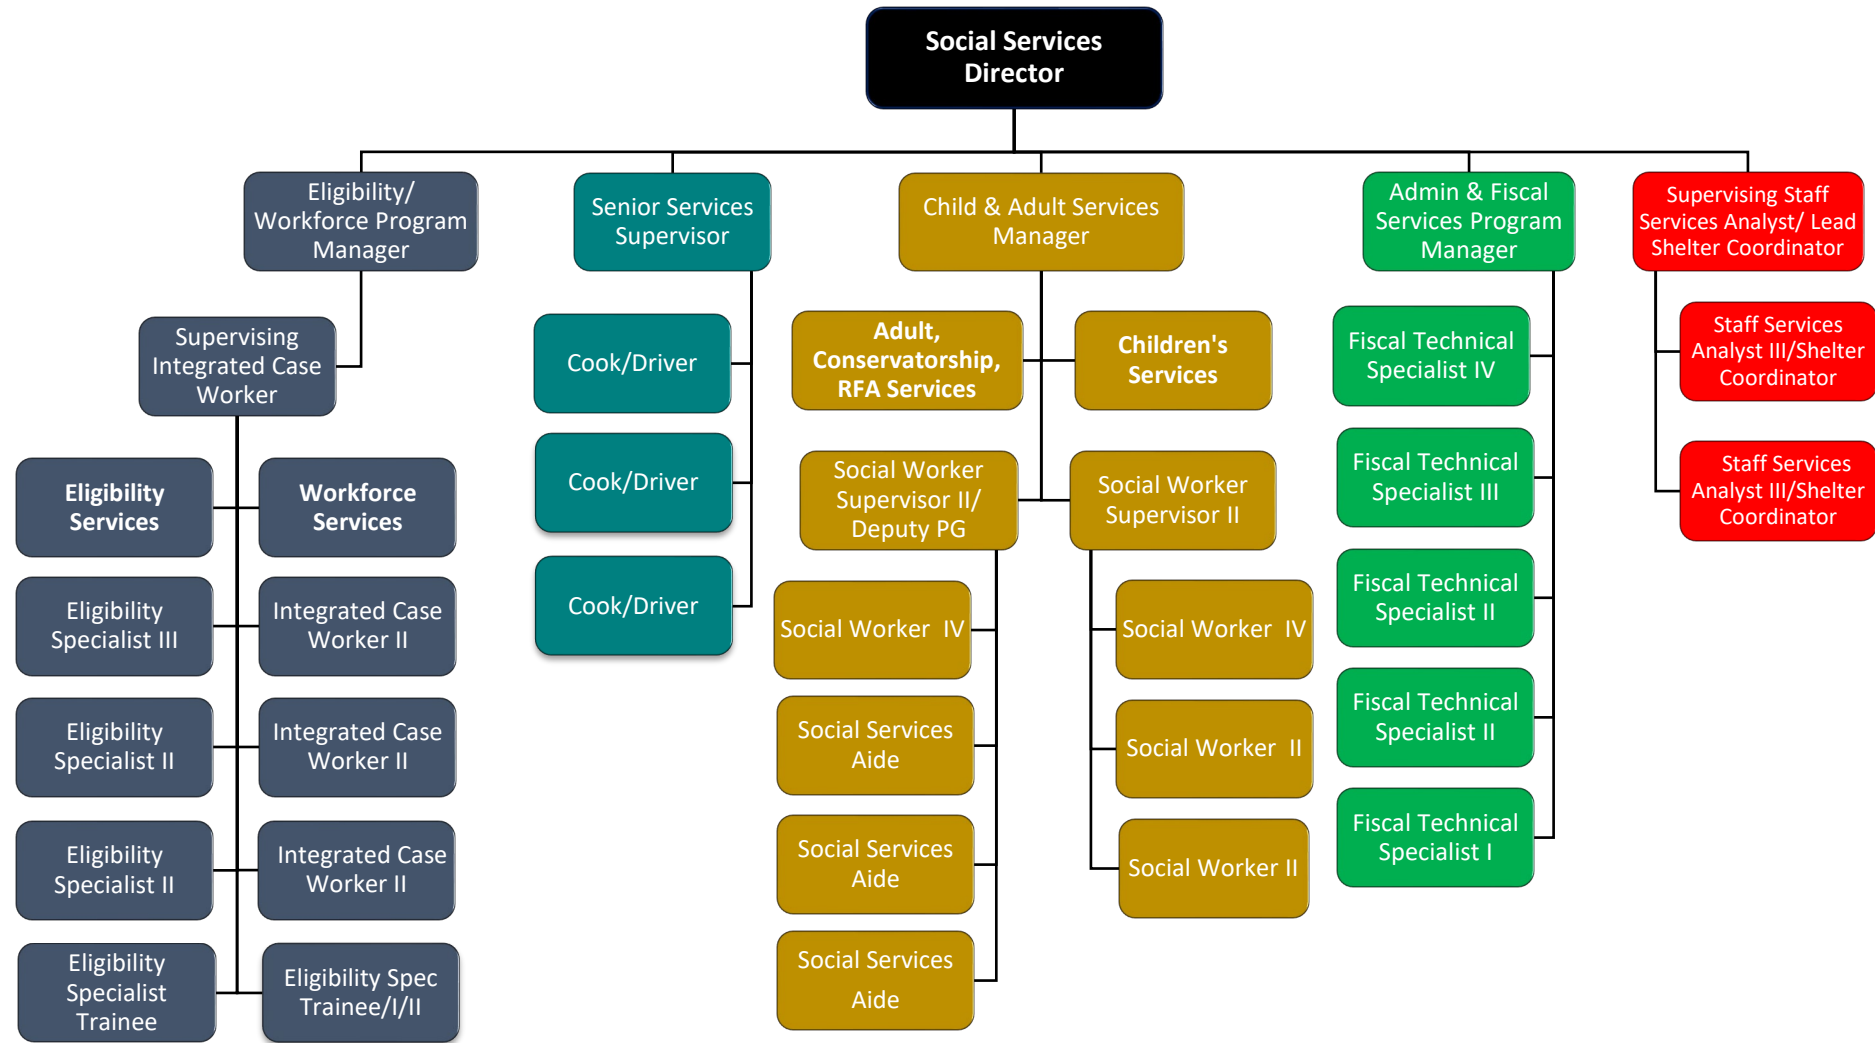 Social Services
Director
Eligibility/
Workforce Program
Manager
Senior Services
Supervisor
Child & Adult Services
Manager
Admin & Fiscal
Services Program
Manager
Supervising Staff
Services Analyst/ Lead
Shelter Coordinator
Supervising
Integrated Case
Worker
Eligibility
Services
Workforce
Services
Eligibility
Specialist III
Integrated Case
Worker II
Eligibility
Specialist II
Integrated Case
Worker II
Eligibility
Specialist II
Integrated Case
Worker II
Eligibility
Specialist
Trainee
Eligibility Spec
Trainee/I/II
Cook/Driver
Cook/Driver
Cook/Driver
Adult,
Conservatorship,
RFA Services
Children's
Services
Social Worker
Supervisor II/
Deputy PG
Social Worker
Supervisor II
Social Worker  IV
Social Services
Aide
Social Services
Aide
Social Services
Aide
Social Worker  IV
Social Worker  II
Social Worker II
Fiscal Technical
Specialist IV
Fiscal Technical
Specialist III
Fiscal Technical
Specialist II
Fiscal Technical
Specialist II
Fiscal Technical
Specialist I
Staff Services
Analyst III/Shelter
Coordinator
Staff Services
Analyst III/Shelter
Coordinator